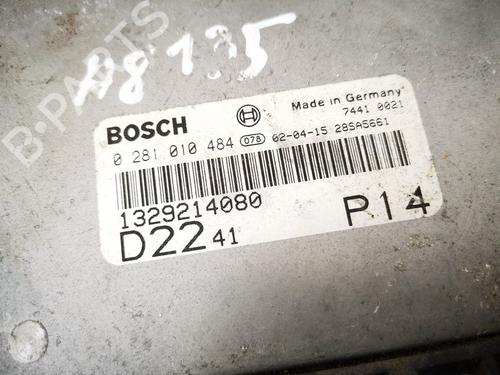 B-PARTS
A8135
BOSCH
Made in Germany
7441 0021
0 281 010 484 078 02-04-15 28SA5661
1329214080
D22 41
P14